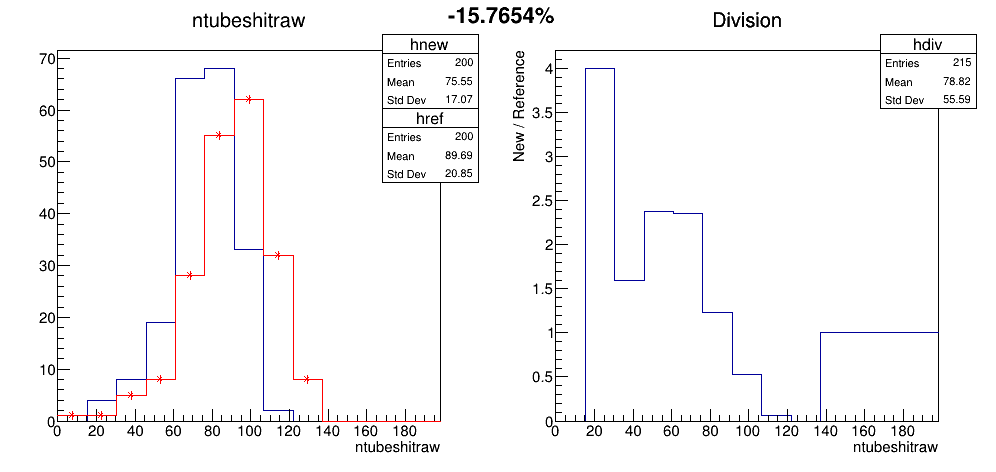 -15.7654%
ntubeshitraw
hnew
Entries 200
Mean 75.55
Std Dev 17.07
href
Entries 200
Mean 89.69
Std Dev 20.85
70
60
50
40
30
20
10
0
0 20 40 60 80 100 120 140 160 180
ntubeshitraw
Division
hdiv
Entries 215
Mean 78.82
Std Dev 55.59
New / Reference
4
3.5
3
2.5
2
1.5
1
0.5
0
0 20 40 60 80 100 120 140 160 180
ntubeshitraw